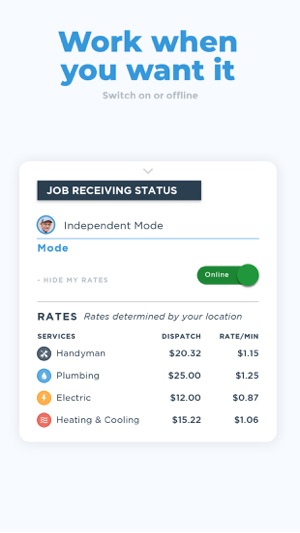 Work when
you want it
Switch on or offline
JOB RECEIVING STATUS
Independent Mode
Mode
- HIDE MY RATES
Online
RATES Rates determined by your location
SERVICES DISPATCH RATE/MIN
Handyman $20.32 $1.15
Plumbing $25.00 $1.25
Electric $12.00 $0.87
Heating & Cooling $15.22 $1.06